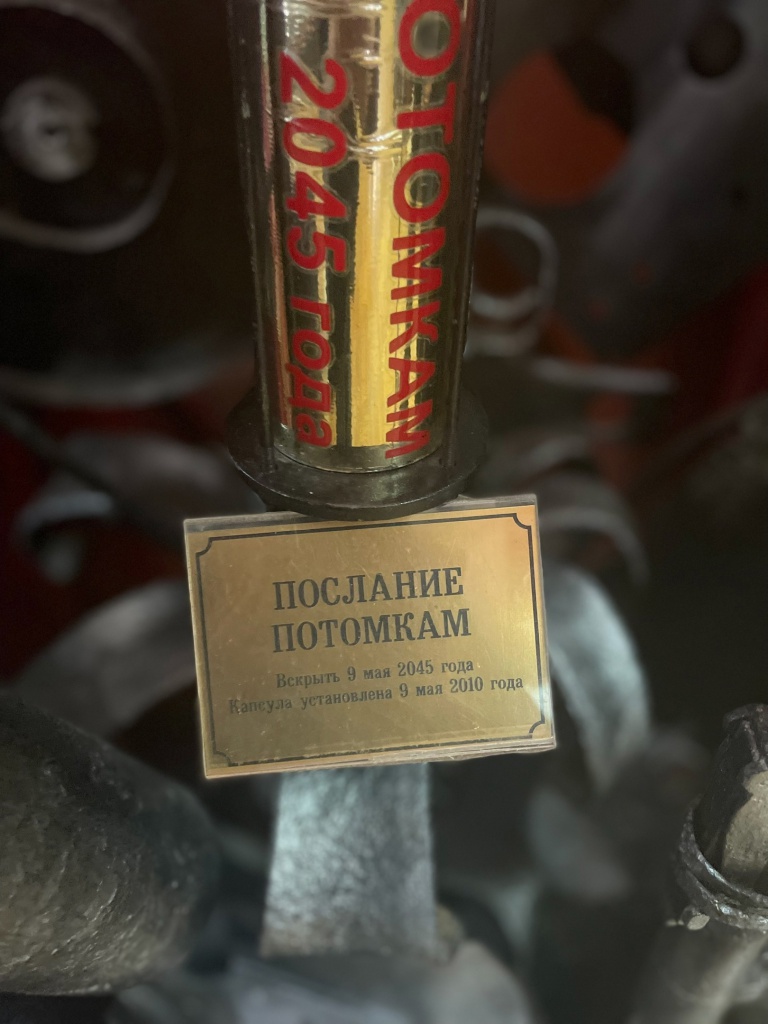 ПОТОМКАМ
2045 года
ПОСЛАНИЕ
ПОТОМКАМ
Вскрыть 9 мая 2045 года
Капсула установлена 9 мая 2010 года